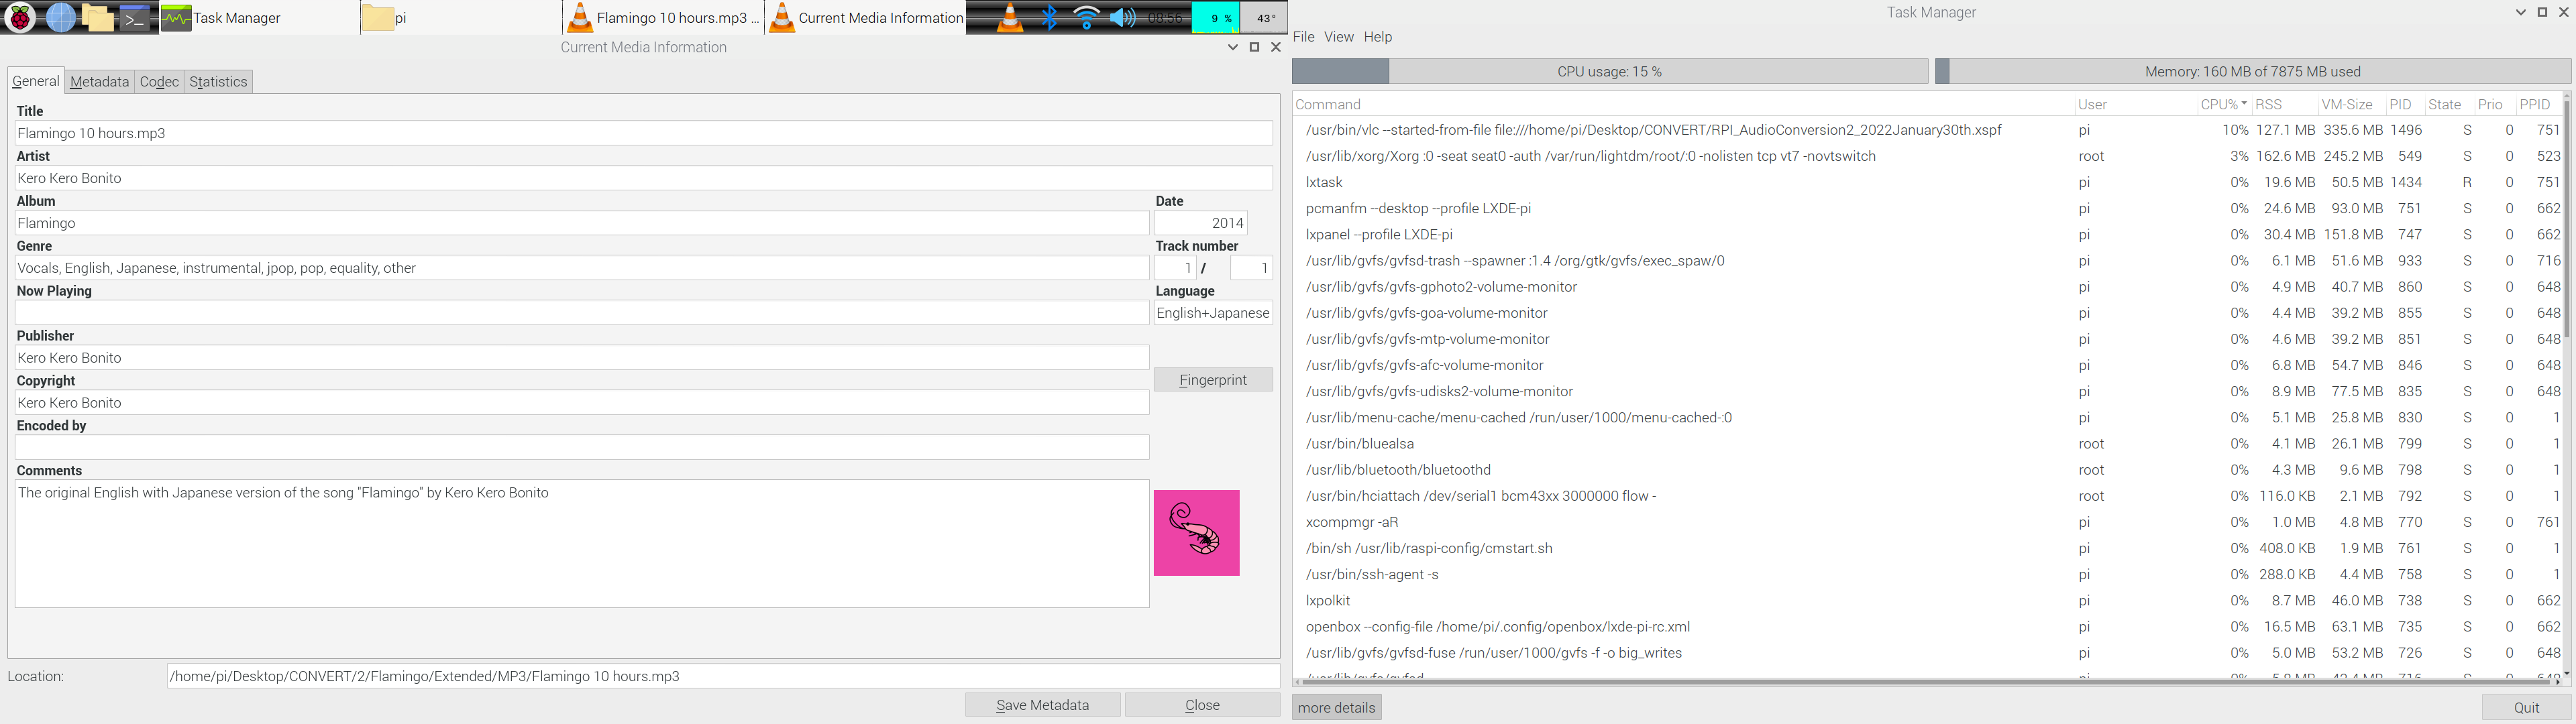 Task Manager
pi
Flamingo 10 hours.mp3 ...
Current Media Information
08:56
9 %
43°
Current Media Information
General Metadata Codec Statistics
Title
Flamingo 10 hours.mp3
Artist
Kero Kero Bonito
Album Date
Flamingo 2014
Genre Track number
Vocals, English, Japanese, instrumental, jpop, pop, equality, other 1 / 1
Now Playing Language
English+Japanese
Publisher
Kero Kero Bonito
Fingerprint
Copyright
Kero Kero Bonito
Encoded by
Comments
The original English with Japanese version of the song "Flamingo" by Kero Kero Bonito
Location: /home/pi/Desktop/CONVERT/2/Flamingo/Extended/MP3/Flamingo 10 hours.mp3
Save Metadata Close
Task Manager
File View Help
CPU usage: 15 % Memory: 160 MB of 7875 MB used
Command User CPU% RSS VM-Size PID State Prio PPID
/usr/bin/vlc --started-from-file file:///home/pi/Desktop/CONVERT/RPI_AudioConversion2_2022January30th.xspf pi 10% 127.1 MB 335.6 MB 1496 S 0 751
/usr/lib/xorg/Xorg :0 -seat seat0 -auth /var/run/lightdm/root/:0 -nolisten tcp vt7 -novtswitch root 3% 162.6 MB 245.2 MB 549 S 0 523
lxtask pi 0% 19.6 MB 50.5 MB 1434 R 0 751
pcmanfm --desktop --profile LXDE-pi pi 0% 24.6 MB 93.0 MB 751 S 0 662
lxpanel --profile LXDE-pi pi 0% 30.4 MB 151.8 MB 747 S 0 662
/usr/lib/gvfs/gvfsd-trash --spawner :1.4 /org/gtk/gvfs/exec_spaw/0 pi 0% 6.1 MB 51.6 MB 933 S 0 716
/usr/lib/gvfs/gvfs-gphoto2-volume-monitor pi 0% 4.9 MB 40.7 MB 860 S 0 648
/usr/lib/gvfs/gvfs-goa-volume-monitor pi 0% 4.4 MB 39.2 MB 855 S 0 648
/usr/lib/gvfs/gvfs-mtp-volume-monitor pi 0% 4.6 MB 39.2 MB 851 S 0 648
/usr/lib/gvfs/gvfs-afc-volume-monitor pi 0% 6.8 MB 54.7 MB 846 S 0 648
/usr/lib/gvfs/gvfs-udisks2-volume-monitor pi 0% 8.9 MB 77.5 MB 835 S 0 648
/usr/lib/menu-cache/menu-cached /run/user/1000/menu-cached-:0 pi 0% 5.1 MB 25.8 MB 830 S 0 1
/usr/bin/bluealsa root 0% 4.1 MB 26.1 MB 799 S 0 1
/usr/lib/bluetooth/bluetoothd root 0% 4.3 MB 9.6 MB 798 S 0 1
/usr/bin/hciattach /dev/serial1 bcm43xx 3000000 flow - root 0% 116.0 KB 2.1 MB 792 S 0 1
xcompmgr -aR pi 0% 1.0 MB 4.8 MB 770 S 0 761
/bin/sh /usr/lib/raspi-config/cmstart.sh pi 0% 408.0 KB 1.9 MB 761 S 0 1
/usr/bin/ssh-agent -s pi 0% 288.0 KB 4.4 MB 758 S 0 1
lxpolkit pi 0% 8.7 MB 46.0 MB 738 S 0 662
openbox --config-file /home/pi/.config/openbox/lxde-pi-rc.xml pi 0% 16.5 MB 63.1 MB 735 S 0 662
/usr/lib/gvfs/gvfsd-fuse /run/user/1000/gvfs -f -o big_writes pi 0% 5.0 MB 53.2 MB 726 S 0 648
more details Quit